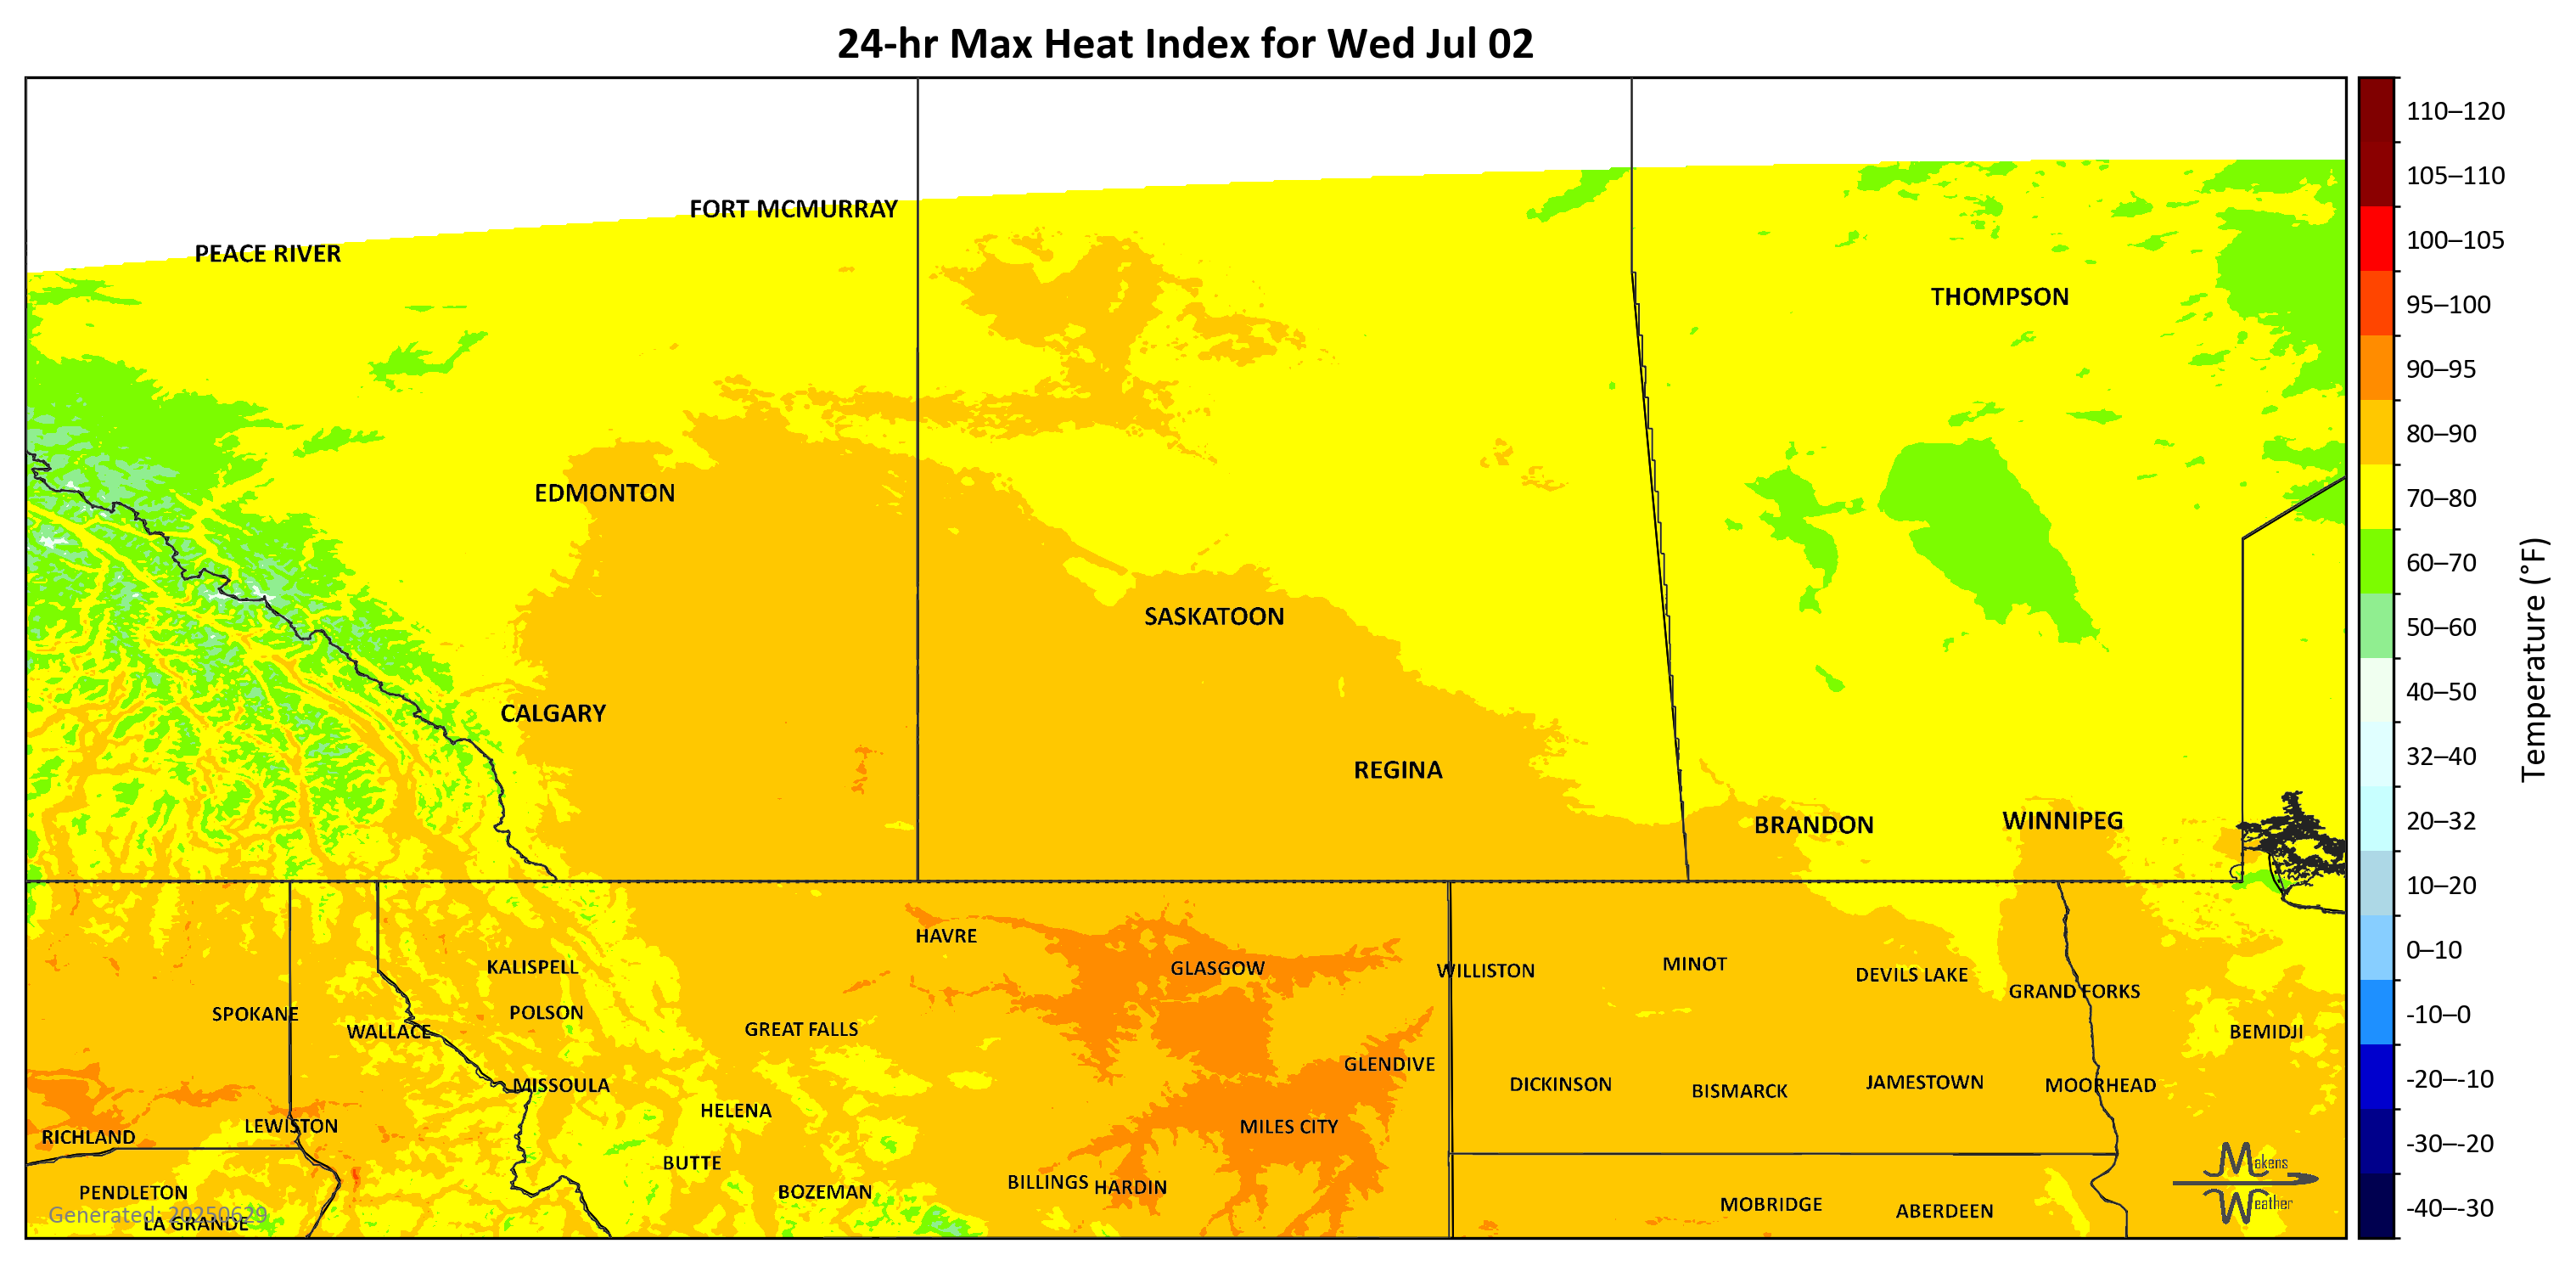 24-hr Max Heat Index for Wed Jul 02
FORT MCMURRAY
PEACE RIVER
THOMPSON
EDMONTON
SASKATOON
CALGARY
REGINA
BRANDON
WINNIPEG
HAVRE
GLASGOW
WILLISTON
MINOT
DEVILS LAKE
GRAND FORKS
KALISPELL
POLSON
SPOKANE
WALLACE
GREAT FALLS
BEMIDJI
GLENDIVE
MISSOULA
DICKINSON
BISMARCK
JAMESTOWN
MOORHEAD
HELENA
LEWISTON
RICHLAND
MILES CITY
BUTTE
BILLINGS
HARDIN
BOZEMAN
PENDLETON
LA GRANDE
Generated: 20250629
MOBRIDGE
ABERDEEN
Makens
Weather
110–120
105–110
100–105
95–100
90–95
80–90
70–80
60–70
50–60
40–50
32–40
20–32
10–20
0–10
-10–0
-20–-10
-30–-20
-40–-30
Temperature (°F)